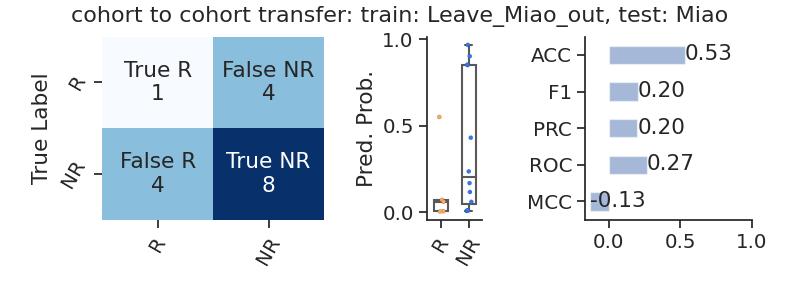 cohort to cohort transfer: train: Leave_Miao_out, test: Miao
True Label
R
NR
True R
1
False NR
4
False R
4
True NR
8
R
NR
Pred. Prob.
1.0
0.5
0.0
R
NR
ACC
0.53
F1
0.20
PRC
0.20
ROC
0.27
MCC
-0.13
0.0
0.5
1.0